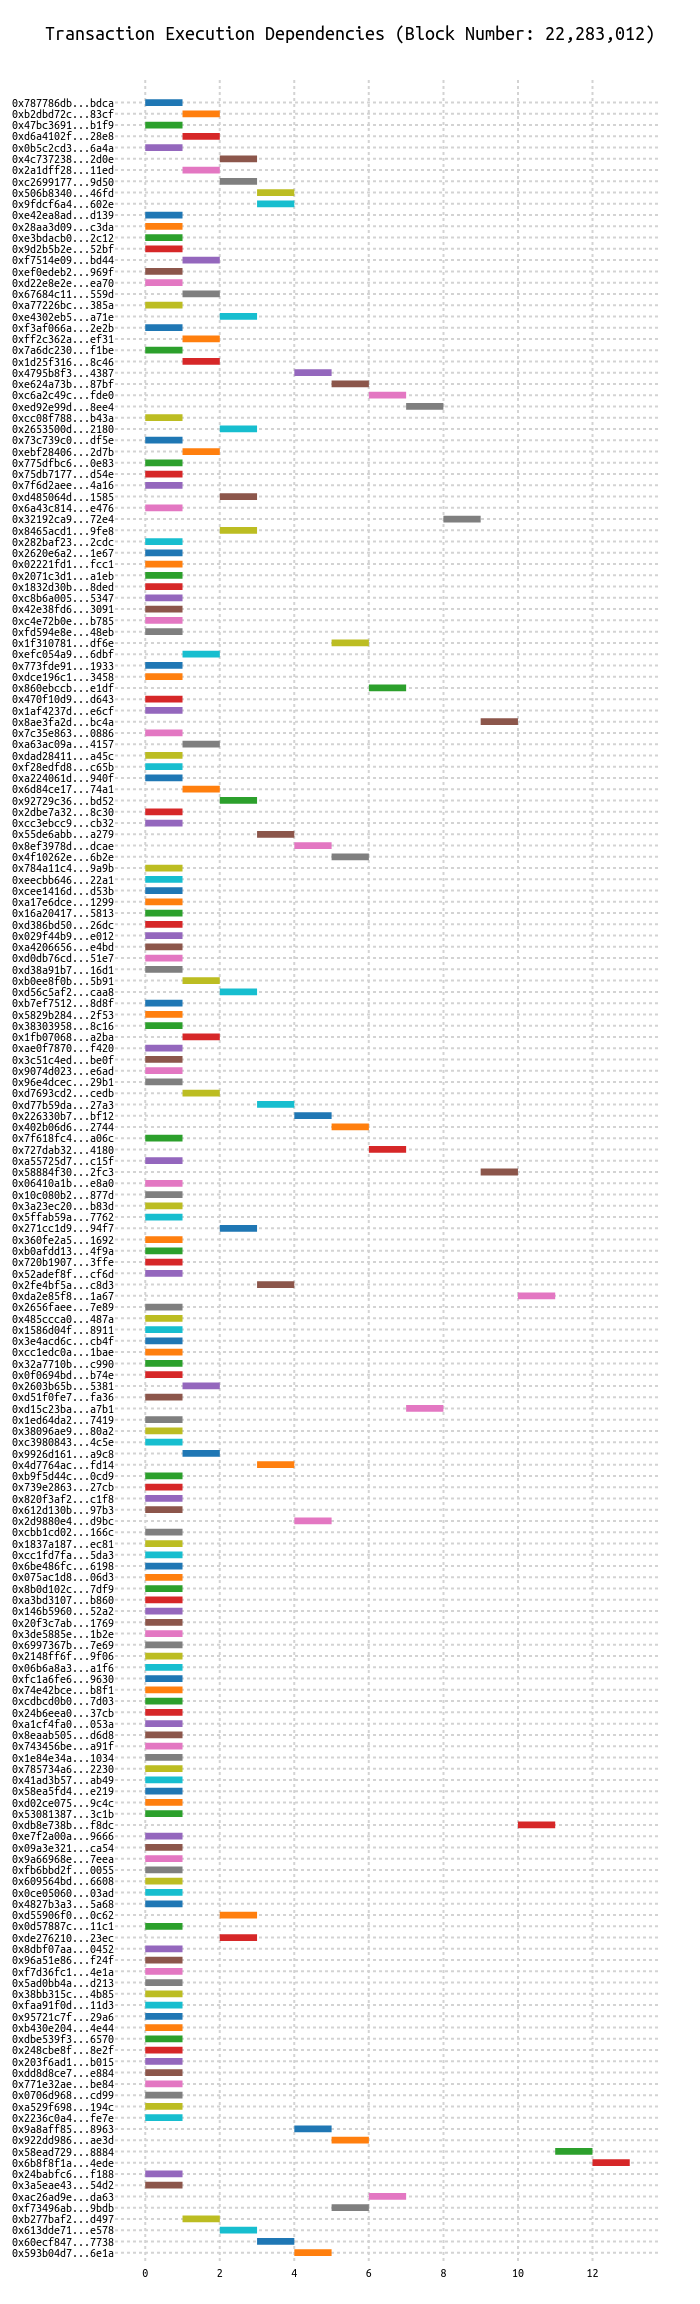 Transaction Execution Dependencies (Block Number: 22,283,012)
0x787786db...bdca
0xb2dbd72c...83cf
0x47bc3691...b1f9
0xd6a4102f...28e8
0x0b5c2cd3...6a4a
0x4c737238...2d0e
0x2a1dff28...11ed
0xc2699177...9d50
0x506b8340...46fd
0x9fdcf6a4...602e
0xe42ea8ad...d139
0x28aa3d09...c3da
0xe3bdacb0...2c12
0x9d2b5b2e...52bf
0xf7514e09...bd44
0xef0edeb2...969f
0xd22e8e2e...ea70
0x67684c11...559d
0xa77226bc...385a
0xe4302eb5...a71e
0xf3af066a...2e2b
0xff2c362a...ef31
0x7a6dc230...f1be
0x1d25f316...8c46
0x4795b8f3...4387
0xe624a73b...87bf
0xc6a2c49c...fde0
0xed92e99d...8ee4
0xcc08f788...b43a
0x2653500d...2180
0x73c739c0...df5e
0xebf28406...2d7b
0x775dfbc6...0e83
0x75db7177...d54e
0x7f6d2aee...4a16
0xd485064d...1585
0x6a43c814...e476
0x32192ca9...72e4
0x8465acd1...9fe8
0x282baf23...2cdc
0x2620e6a2...1e67
0x02221fd1...fcc1
0x2071c3d1...a1eb
0x1832d30b...8ded
0xc8b6a005...5347
0x42e38fd6...3091
0xc4e72b0e...b785
0xfd594e8e...48eb
0x1f310781...df6e
0xefc054a9...6dbf
0x773fde91...1933
0xdce196c1...3458
0x860ebccb...e1df
0x470f10d9...d643
0x1af4237d...e6cf
0x8ae3fa2d...bc4a
0x7c35e863...0886
0xa63ac09a...4157
0xdad28411...a45c
0xf28edfd8...c65b
0xa224061d...940f
0x6d84ce17...74a1
0x92729c36...bd52
0x2dbe7a32...8c30
0xcc3ebcc9...cb32
0x55de6abb...a279
0x8ef3978d...dcae
0x4f10262e...6b2e
0x784a11c4...9a9b
0xeecbb646...22a1
0xcee1416d...d53b
0xa17e6dce...1299
0x16a20417...5813
0xd386bd50...26dc
0x029f44b9...e012
0xa4206656...e4bd
0xd0db76cd...51e7
0xd38a91b7...16d1
0xb0ee8f0b...5b91
0xd56c5af2...caa8
0xb7ef7512...8d8f
0x5829b284...2f53
0x38303958...8c16
0x1fb07068...a2ba
0xae0f7870...f420
0x3c51c4ed...be0f
0x9074d023...e6ad
0x96e4dcec...29b1
0xd7693cd2...cedb
0xd77b59da...27a3
0x226330b7...bf12
0x402b06d6...2744
0x7f618fc4...a06c
0x727dab32...4180
0xa55725d7...c15f
0x58884f30...2fc3
0x06410a1b...e8a0
0x10c080b2...877d
0x3a23ec20...b83d
0x5ffab59a...7762
0x271cc1d9...94f7
0x360fe2a5...1692
0xb0afdd13...4f9a
0x720b1907...3ffe
0x52adef8f...cf6d
0x2fe4bf5a...c8d3
0xda2e85f8...1a67
0x2656faee...7e89
0x485ccca0...487a
0x1586d04f...8911
0x3e4acd6c...cb4f
0xcc1edc0a...1bae
0x32a7710b...c990
0x0f0694bd...b74e
0x2603b65b...5381
0xd51f0fe7...fa36
0xd15c23ba...a7b1
0x1ed64da2...7419
0x38096ae9...80a2
0xc3980843...4c5e
0x9926d161...a9c8
0x4d7764ac...fd14
0xb9f5d44c...0cd9
0x739e2863...27cb
0x820f3af2...c1f8
0x612d130b...97b3
0x2d9880e4...d9bc
0xcbb1cd02...166c
0x1837a187...ec81
0xcc1fd7fa...5da3
0x6be486fc...6198
0x075ac1d8...06d3
0x8b0d102c...7df9
0xa3bd3107...b860
0x146b5960...52a2
0x20f3c7ab...1769
0x3de5885e...1b2e
0x6997367b...7e69
0x2148ff6f...9f06
0x06b6a8a3...a1f6
0xfc1a6fe6...9630
0x74e42bce...b8f1
0xcdbcd0b0...7d03
0x24b6eea0...37cb
0xa1cf4fa0...053a
0x8eaab505...d6d8
0x743456be...a91f
0x1e84e34a...1034
0x785734a6...2230
0x41ad3b57...ab49
0x58ea5fd4...e219
0xd02ce075...9c4c
0x53081387...3c1b
0xdb8e738b...f8dc
0xe7f2a00a...9666
0x09a3e321...ca54
0x9a66968e...7eea
0xfb6bbd2f...0055
0x609564bd...6608
0x0ce05060...03ad
0x4827b3a3...5a68
0xd55906f0...0c62
0x0d57887c...11c1
0xde276210...23ec
0x8dbf07aa...0452
0x96a51e86...f24f
0xf7d36fc1...4e1a
0x5ad0bb4a...d213
0x38bb315c...4b85
0xfaa91f0d...11d3
0x95721c7f...29a6
0xb430e204...4e44
0xdbe539f3...6570
0x248cbe8f...8e2f
0x203f6ad1...b015
0xdd8d8ce7...e884
0x771e32ae...be84
0x0706d968...cd99
0xa529f698...194c
0x2236c0a4...fe7e
0x9a8aff85...8963
0x922dd986...ae3d
0x58ead729...8884
0x6b8f8f1a...4ede
0x24babfc6...f188
0x3a5eae43...54d2
0xac26ad9e...da63
0xf73496ab...9bdb
0xb277baf2...d497
0x613dde71...e578
0x60ecf847...7738
0x593b04d7...6e1a
0 2 4 6 8 10 12